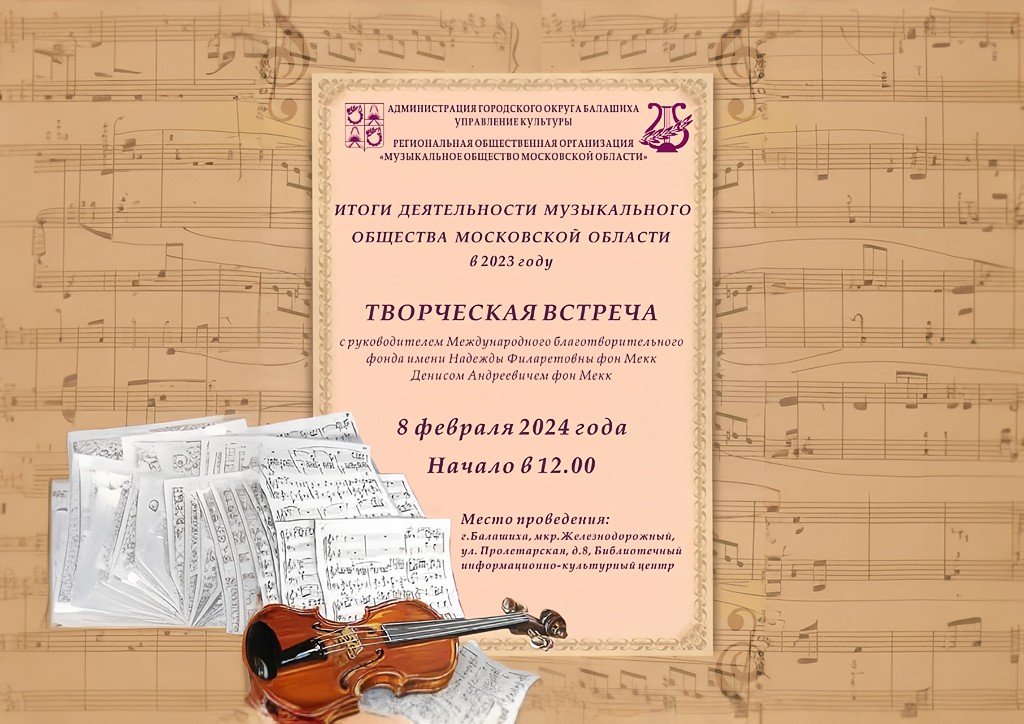 АДМИНИСТРАЦИЯ ГОРОДСКОГО ОКРУГА БАЛАШИХА
УПРАВЛЕНИЕ КУЛЬТУРЫ
РЕГИОНАЛЬНАЯ ОБЩЕСТВЕННАЯ ОРГАНИЗАЦИЯ
«МУЗЫКАЛЬНОЕ ОБЩЕСТВО МОСКОВСКОЙ ОБЛАСТИ»
ИТОГИ ДЕЯТЕЛЬНОСТИ МУЗЫКАЛЬНОГО
ОБЩЕСТВА МОСКОВСКОЙ ОБЛАСТИ
в 2023 году
ТВОРЧЕСКАЯ ВСТРЕЧА
с руководителем Международного благотворительного
фонда имени Надежды Филаретовны фон Мекк
Денисом Андреевичем фон Мекк
8 февраля 2024 года
Начало в 12.00
Место проведения:
г.Балашиха, мкр.Железнодорожный,
ул. Пролетарская, д.8, Библиотечный
информационно-культурный центр